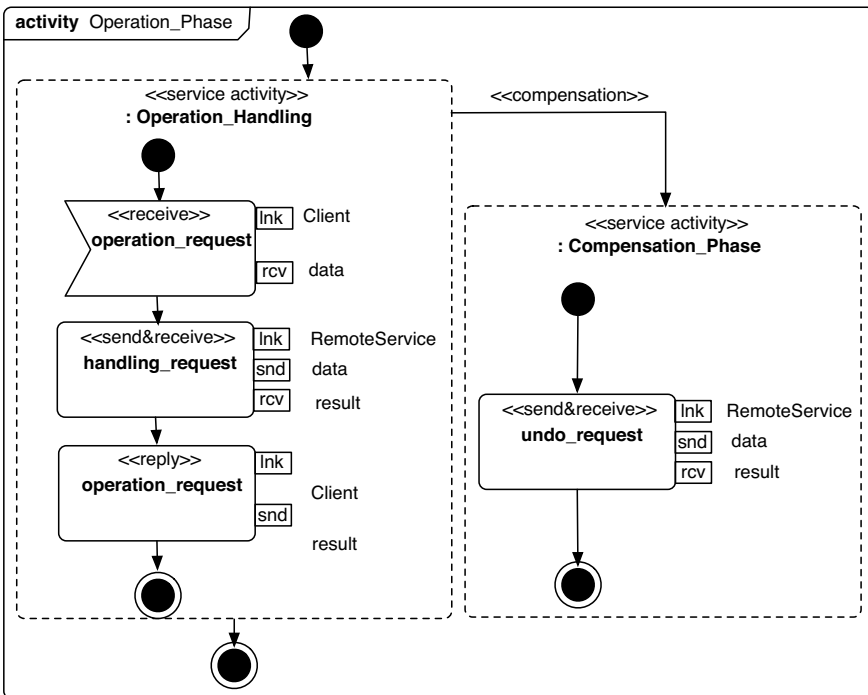 activity Operation_Phase
<<service activity>>
: Operation_Handling
<<compensation>>
<<receive>>
operation_request
lnk Client
rcv data
<<send&receive>>
handling_request
lnk RemoteService
snd data
rcv result
<<reply>>
operation_request
lnk
Client
snd
result
<<service activity>>
: Compensation_Phase
<<send&receive>>
undo_request
lnk RemoteService
snd data
rcv result